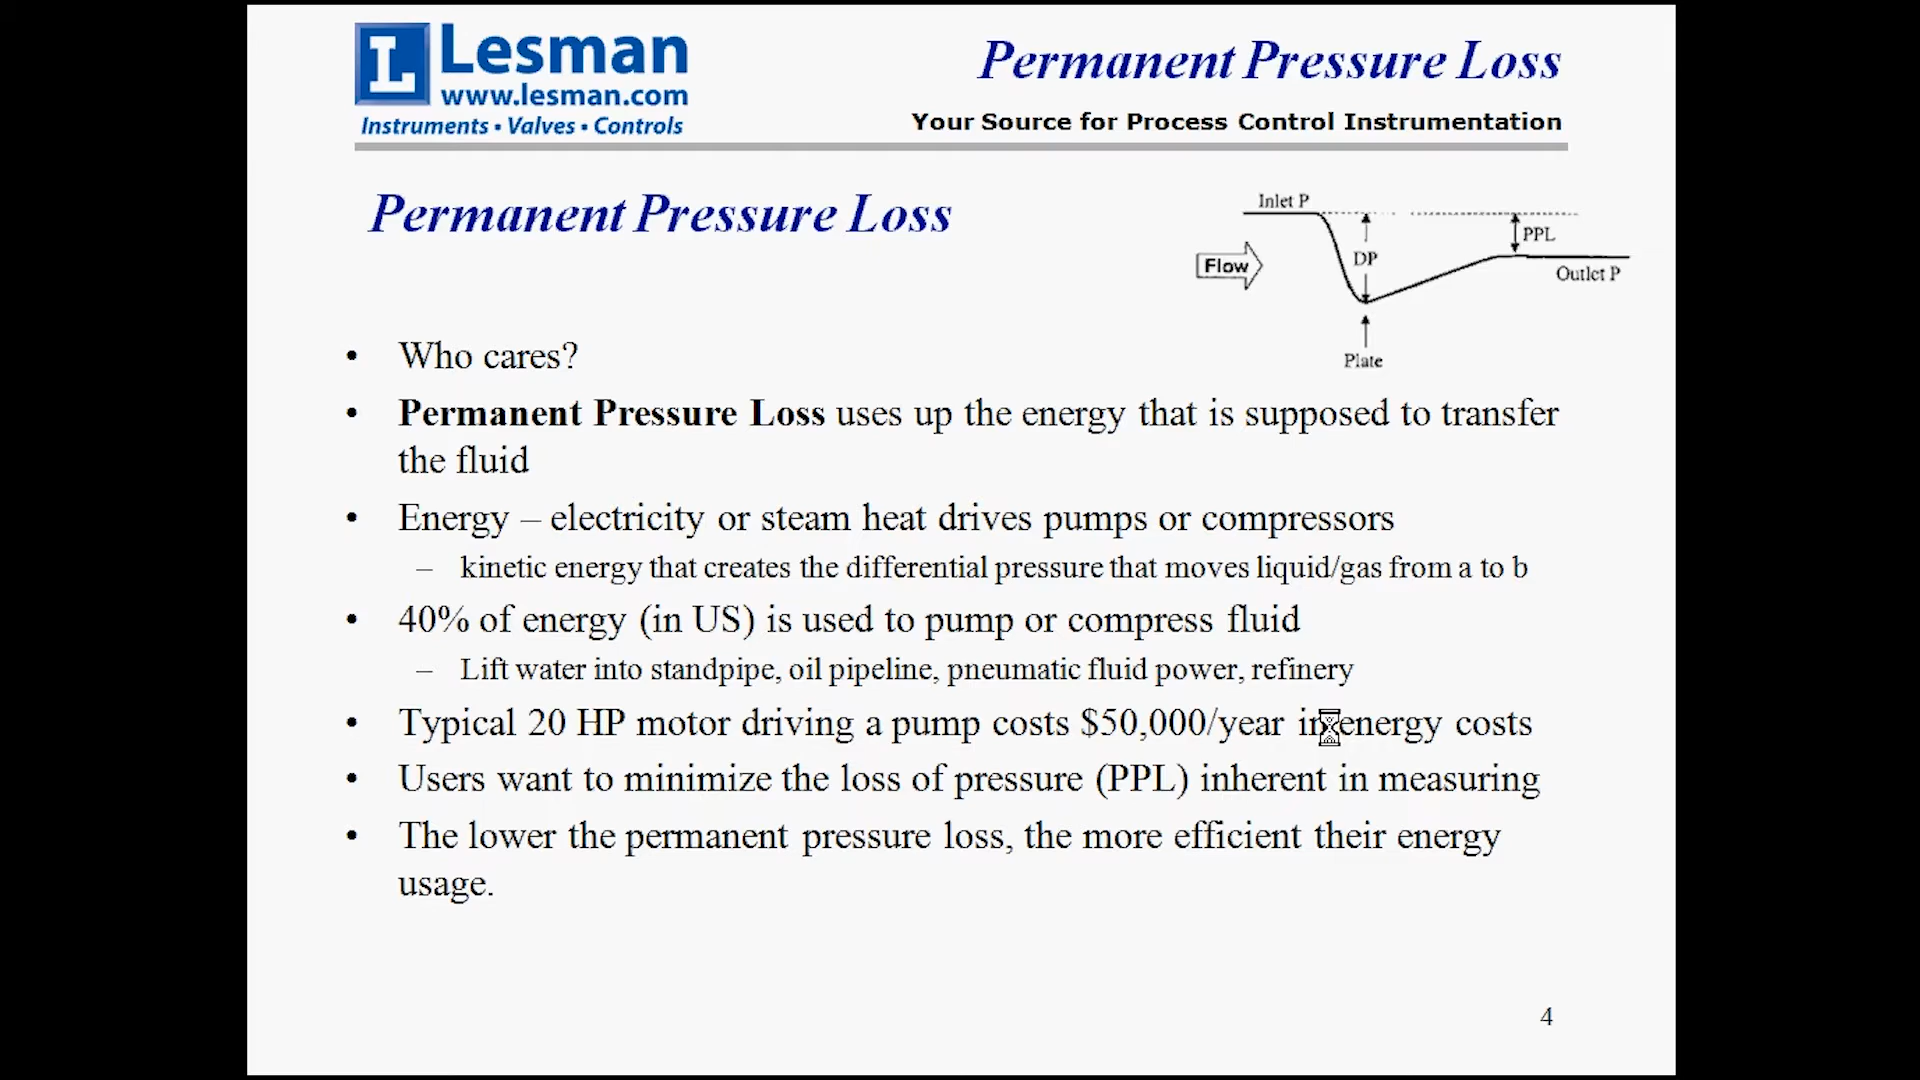 L Lesman
www.lesman.com
Instruments • Valves • Controls
Permanent Pressure Loss
Your Source for Process Control Instrumentation
Permanent Pressure Loss
Inlet P
Flow
DP
PPL
Outlet P
Plate
• Who cares?
• Permanent Pressure Loss uses up the energy that is supposed to transfer
the fluid
• Energy – electricity or steam heat drives pumps or compressors
– kinetic energy that creates the differential pressure that moves liquid/gas from a to b
• 40% of energy (in US) is used to pump or compress fluid
– Lift water into standpipe, oil pipeline, pneumatic fluid power, refinery
• Typical 20 HP motor driving a pump costs $50,000/year in energy costs
• Users want to minimize the loss of pressure (PPL) inherent in measuring
• The lower the permanent pressure loss, the more efficient their energy
usage.
4